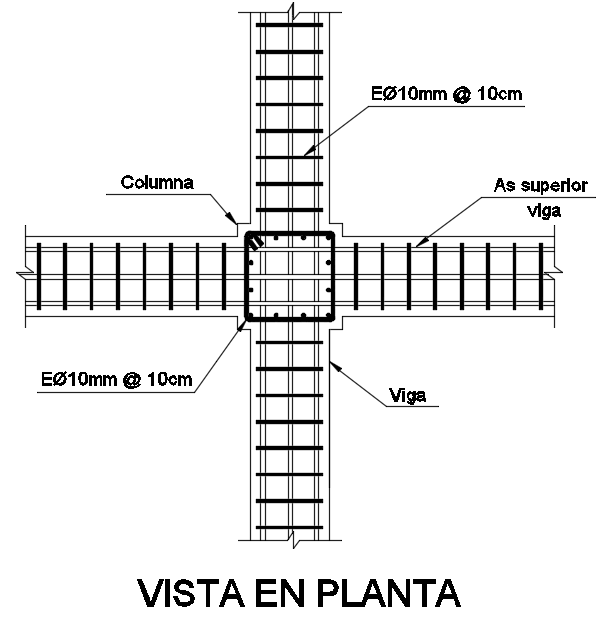 EØ10mm @ 10cm
Columna
As superior
viga
EØ10mm @ 10cm
Viga
VISTA EN PLANTA